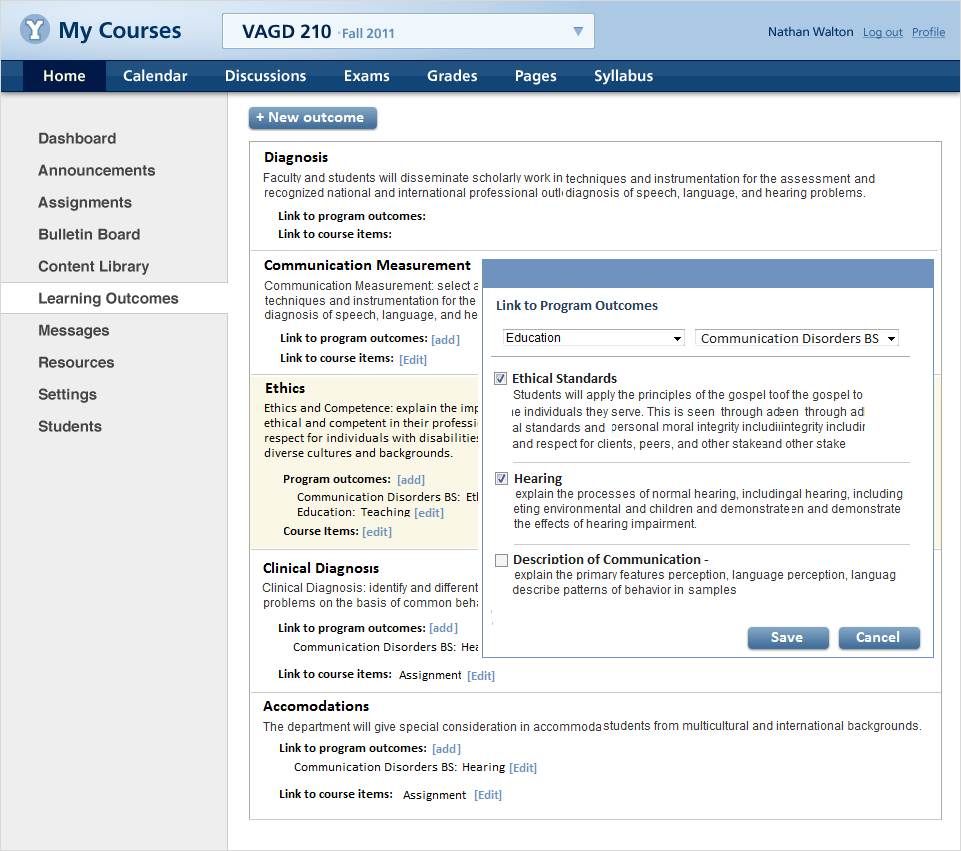 Y My Courses
VAGD 210 · Fall 2011
Nathan Walton Log out Profile
Home Calendar Discussions Exams Grades Pages Syllabus
Dashboard
Announcements
Assignments
Bulletin Board
Content Library
Learning Outcomes
Messages
Resources
Settings
Students
+ New outcome
Diagnosis
Faculty and students will disseminate scholarly work in techniques and instrumentation for the assessment and
recognized national and international professional outl diagnosis of speech, language, and hearing problems.
Link to program outcomes:
Link to course items:
Communication Measurement
Communication Measurement: select a
techniques and instrumentation for the
diagnosis of speech, language, and he
Link to program outcomes: [add]
Link to course items: [Edit]
Ethics
Ethics and Competence: explain the imp
ethical and competent in their professi
respect for individuals with disabilities
diverse cultures and backgrounds.
Program outcomes: [add]
Communication Disorders BS: Eth
Education: Teaching [edit]
Course Items: [edit]
Clinical Diagnosis
Clinical Diagnosis: identify and different
problems on the basis of common beha
Link to program outcomes: [add]
Communication Disorders BS: Hea
Link to course items: Assignment [Edit]
Accomodations
The department will give special consideration in accommoda students from multicultural and international backgrounds.
Link to program outcomes: [add]
Communication Disorders BS: Hearing [Edit]
Link to course items: Assignment [Edit]
Link to Program Outcomes
Education Communication Disorders BS
Ethical Standards
Students will apply the principles of the gospel toof the gospel to
ne individuals they serve. This is seen through adeen through ad
al standards and personal moral integrity includiintegrity includir
and respect for clients, peers, and other stakeand other stake
Hearing
explain the processes of normal hearing, includingal hearing, including
eting environmental and children and demonstrateen and demonstrate
the effects of hearing impairment.
Description of Communication -
explain the primary features perception, language perception, languag
describe patterns of behavior in samples
Save Cancel